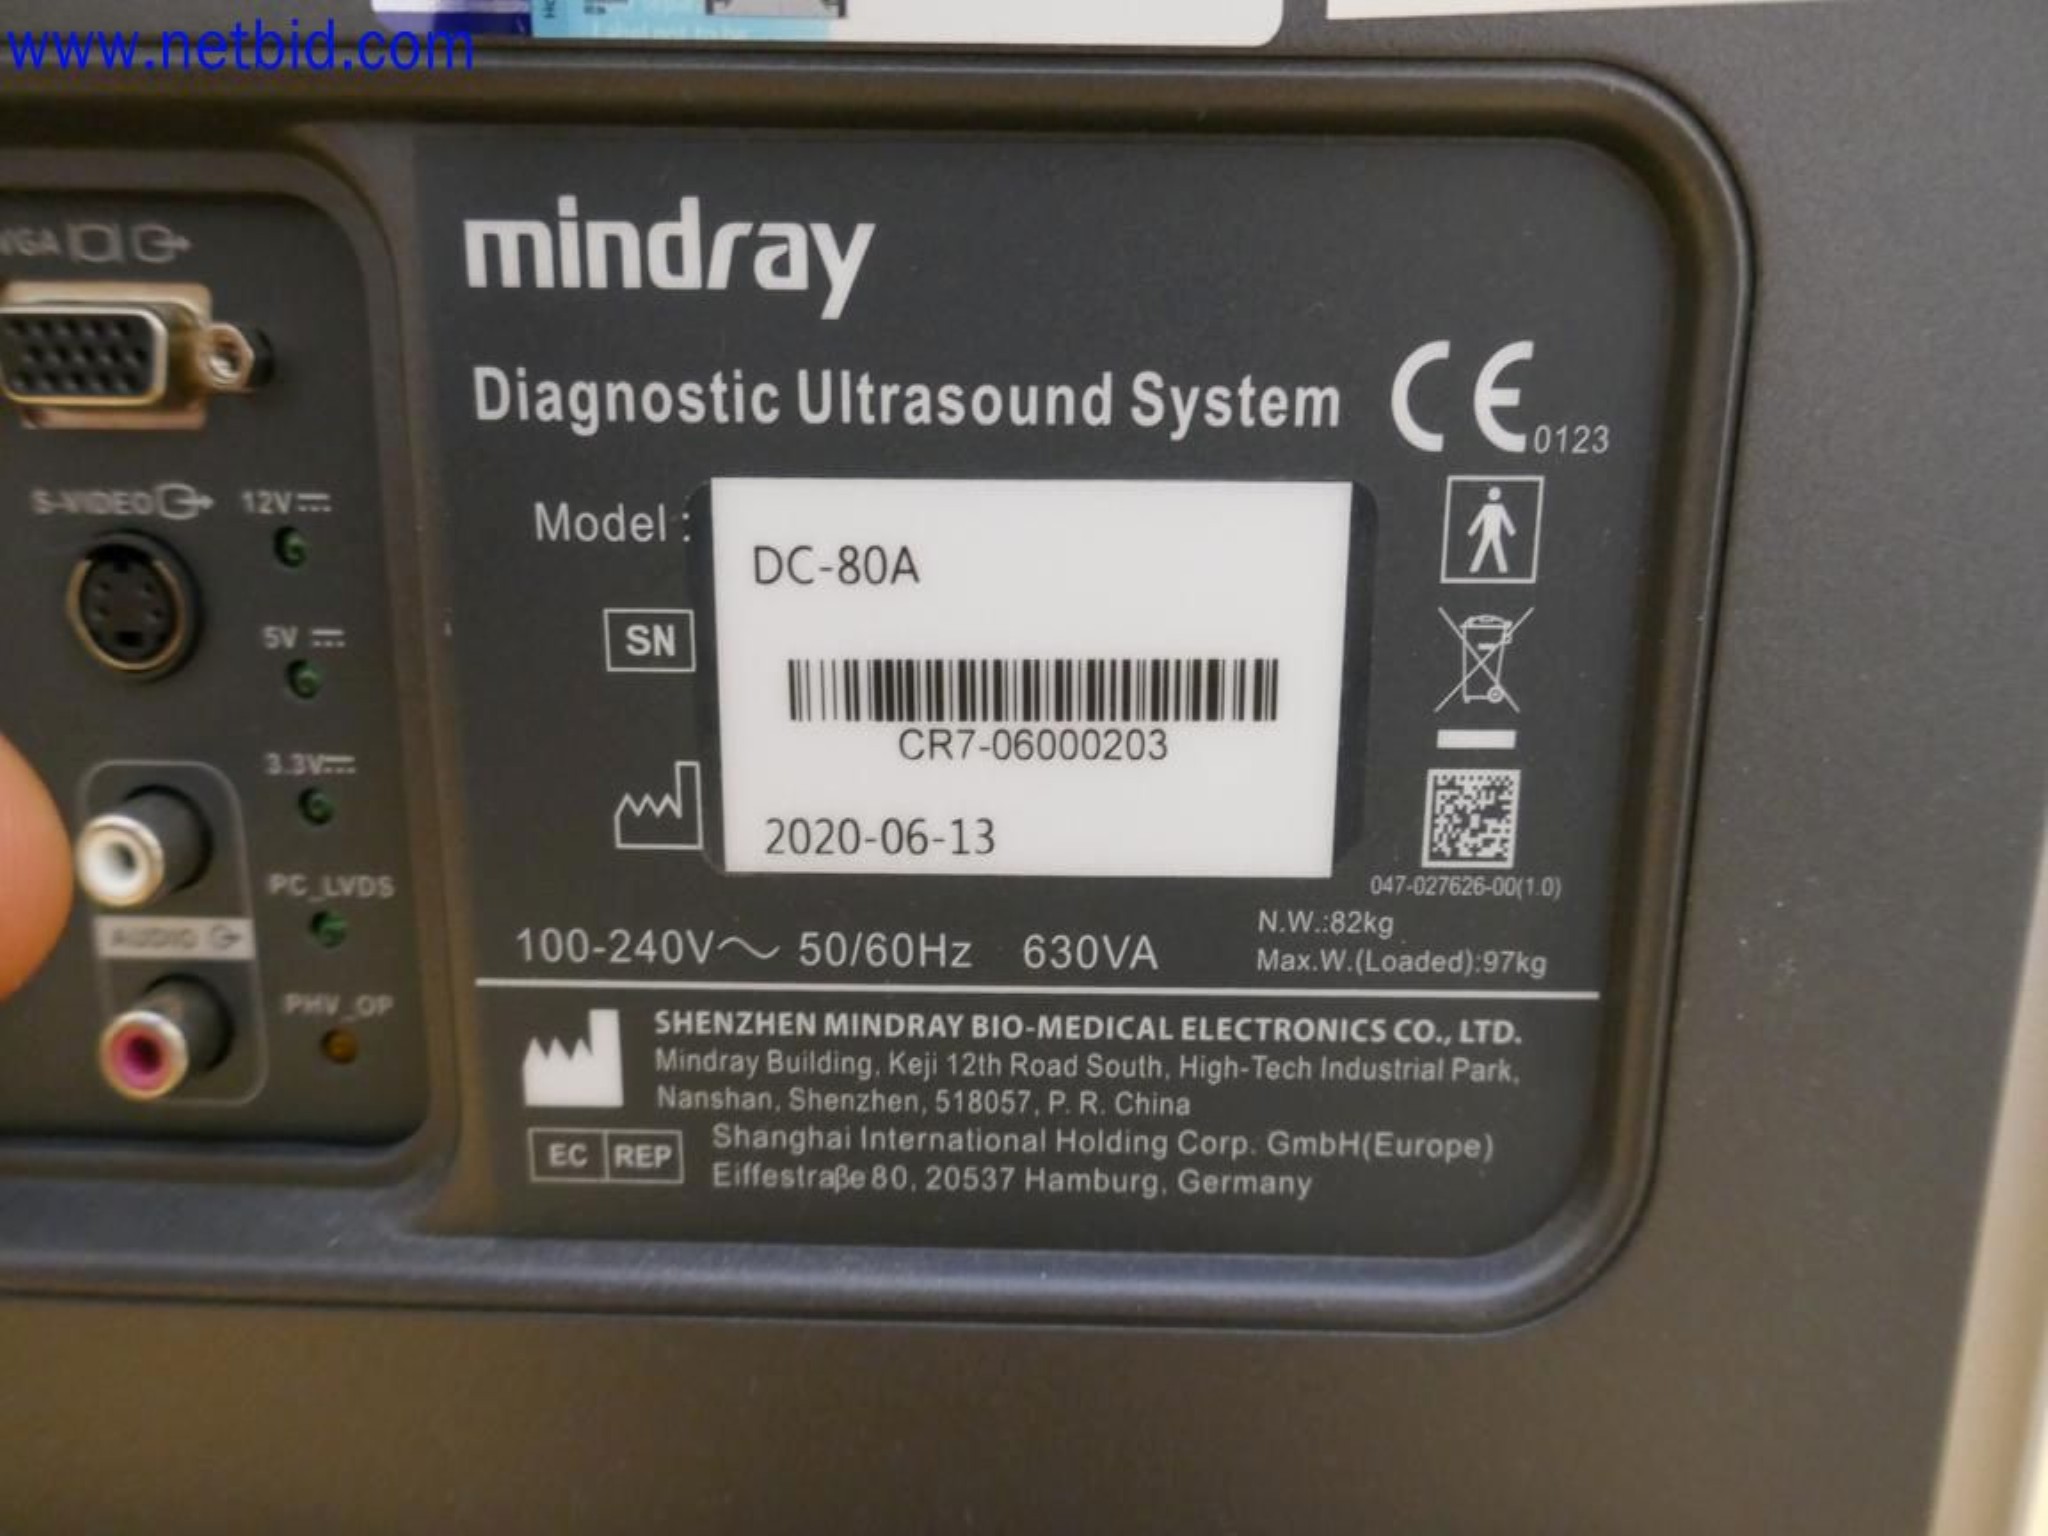 www.netbid.com
mindray
Diagnostic Ultrasound System
CE 0123
Model :
DC-80A
SN
CR7-06000203
2020-06-13
047-027626-00(1.0)
100-240V~ 50/60Hz 630VA
N.W.:82kg
Max.W.(Loaded):97kg
SHENZHEN MINDRAY BIO-MEDICAL ELECTRONICS CO., LTD.
Mindray Building, Keji 12th Road South, High-Tech Industrial Park,
Nanshan, Shenzhen, 518057, P. R. China
EC REP
Shanghai International Holding Corp. GmbH(Europe)
Eiffestraβe 80, 20537 Hamburg, Germany
VGA
S-VIDEO
12V
5V
3.3V
PC_LVDS
AUDIO
PHV_OP